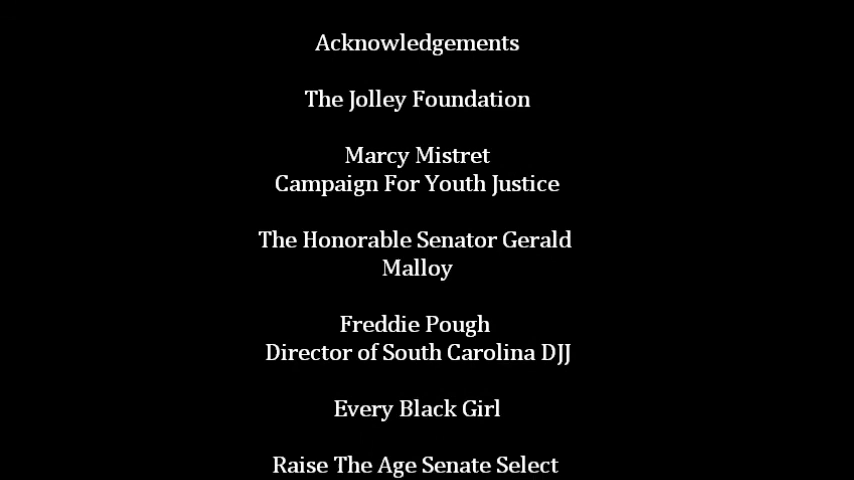 Acknowledgements
The Jolley Foundation
Marcy Mistret
Campaign For Youth Justice
The Honorable Senator Gerald
Malloy
Freddie Pough
Director of South Carolina DJJ
Every Black Girl
Raise The Age Senate Select